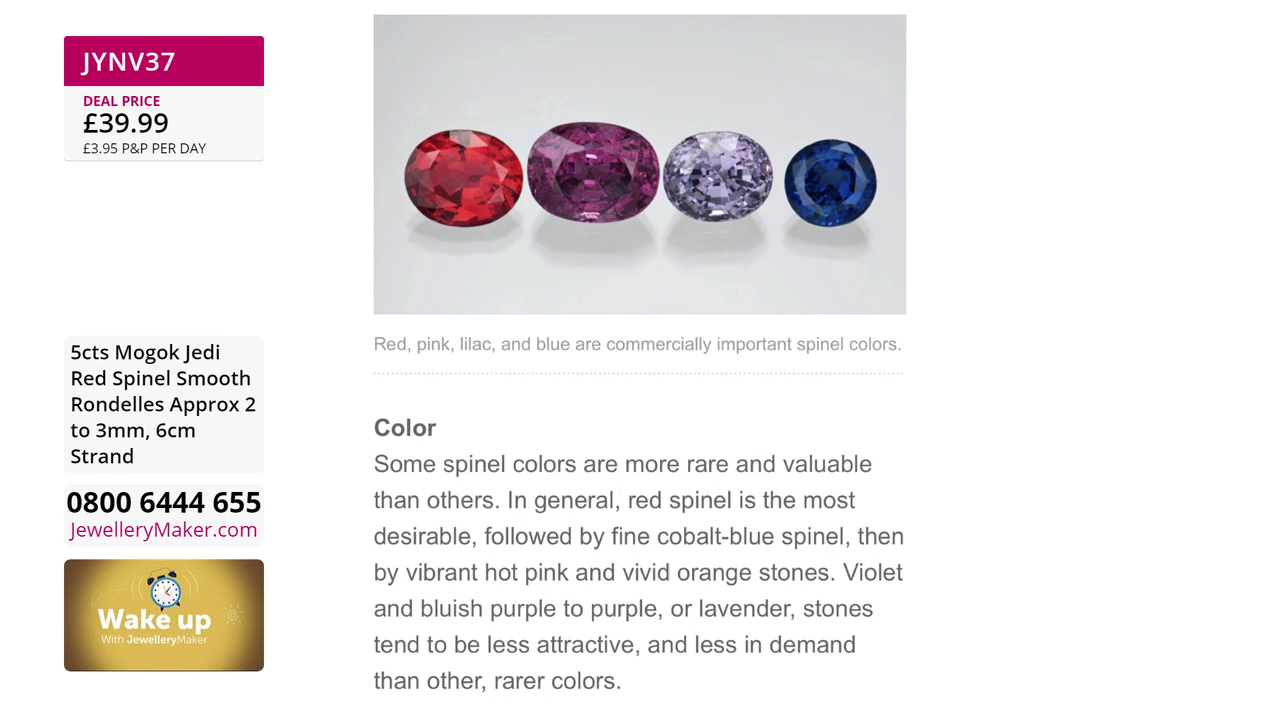 JYNV37
DEAL PRICE
£39.99
£3.95 P&P PER DAY
5cts Mogok Jedi
Red Spinel Smooth
Rondelles Approx 2
to 3mm, 6cm
Strand
0800 6444 655
JewelleryMaker.com
Wake up
With JewelleryMaker
Red, pink, lilac, and blue are commercially important spinel colors.
Color
Some spinel colors are more rare and valuable
than others. In general, red spinel is the most
desirable, followed by fine cobalt-blue spinel, then
by vibrant hot pink and vivid orange stones. Violet
and bluish purple to purple, or lavender, stones
tend to be less attractive, and less in demand
than other, rarer colors.